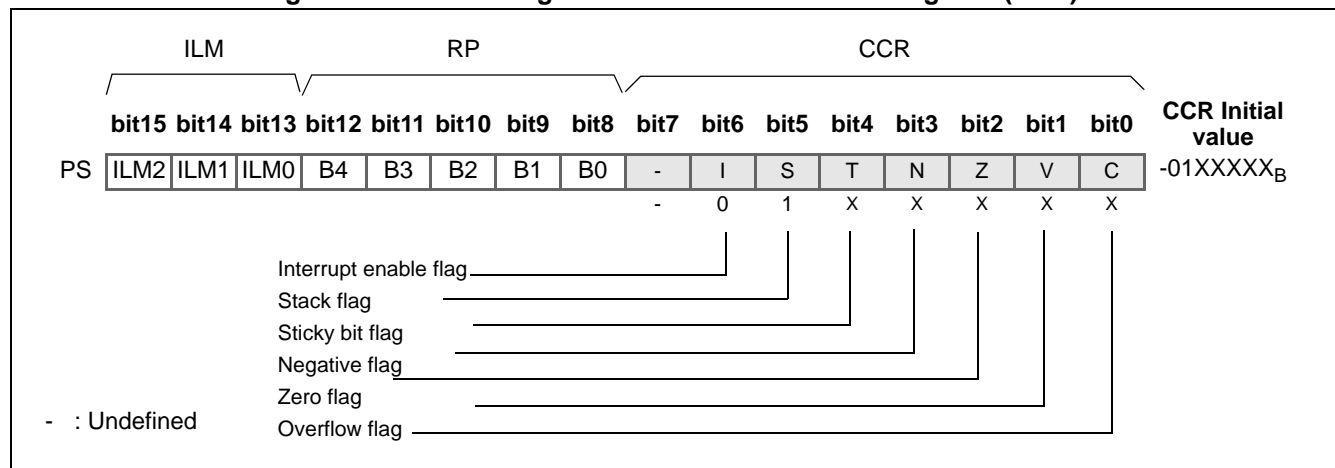 ILM RP CCR
bit15 bit14 bit13 bit12 bit11 bit10 bit9 bit8 bit7 bit6 bit5 bit4 bit3 bit2 bit1 bit0 CCR Initial value
PS ILM2 ILM1 ILM0 B4 B3 B2 B1 B0 - I S T N Z V C -01XXXXXB
- 0 1 X X X X X
Interrupt enable flag
Stack flag
Sticky bit flag
Negative flag
Zero flag
Overflow flag
- : Undefined